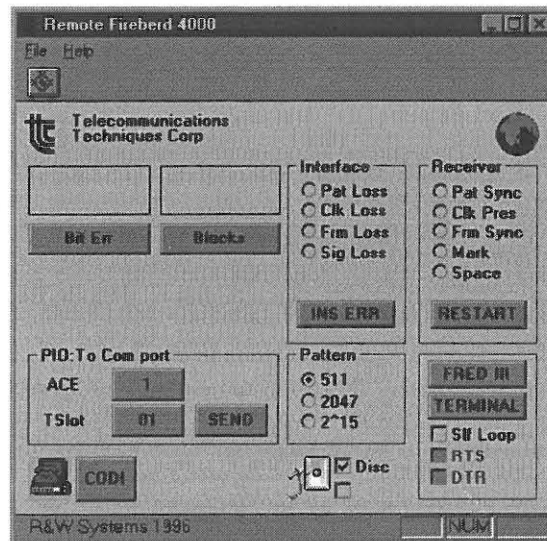 Remote Fireberd 4000
File Help
ttc Telecommunications
Techniques Corp
Interface
Pat Loss
Clk Loss
Frm Loss
Sig Loss
INS ERR
Receiver
Pat Sync
Clk Pres
Frm Sync
Mark
Space
RESTART
Bit Err
Blocks
PIO:To Com port
ACE 1
TSlot 01 SEND
Pattern
511
2047
2^15
FRED III
TERMINAL
Slf Loop
RTS
DTR
CODI
Disc
R&W Systems 1996
NUM